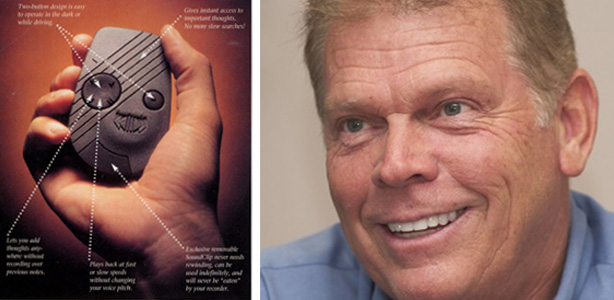 Two-button design is easy
to operate in the dark or
while driving.
Gives instant access to
important thoughts.
No more slow searches!
Lets you add
thoughts any-
where without
recording over
previous notes.
Plays back at fast
or slow speeds
without changing
your voice pitch.
Exclusive removable
SoundClip never needs
rewinding, can be
used indefinitely, and
will never be "eaten"
by your recorder.